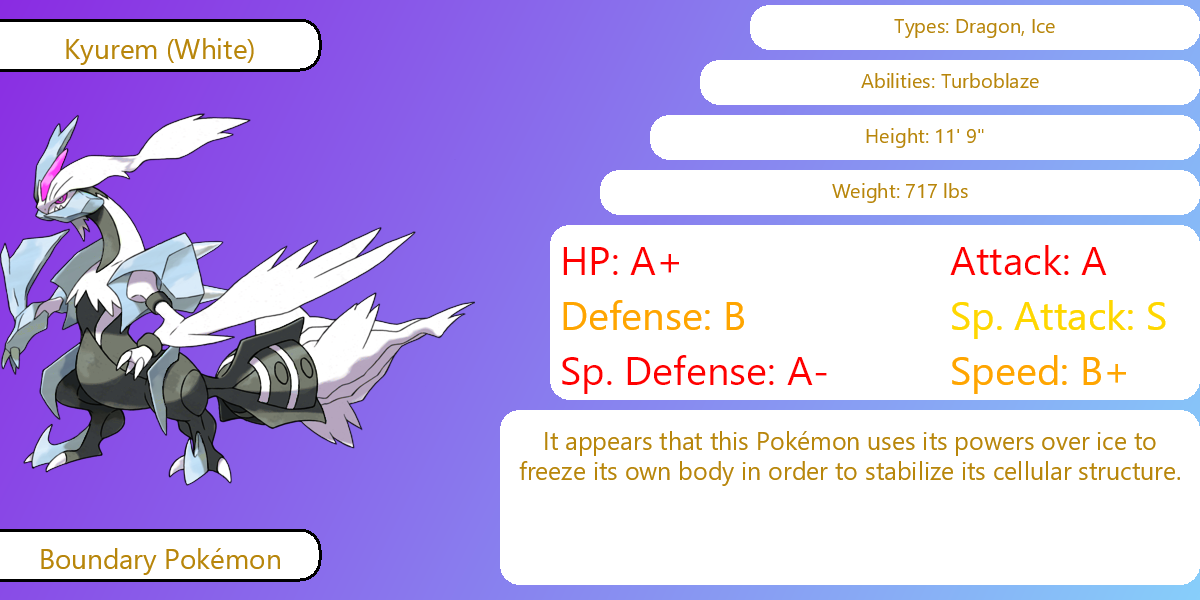 Kyurem (White)
Types: Dragon, Ice
Abilities: Turboblaze
Height: 11' 9"
Weight: 717 lbs
HP: A+
Attack: A
Defense: B
Sp. Attack: S
Sp. Defense: A-
Speed: B+
It appears that this Pokémon uses its powers over ice to
freeze its own body in order to stabilize its cellular structure.
Boundary Pokémon